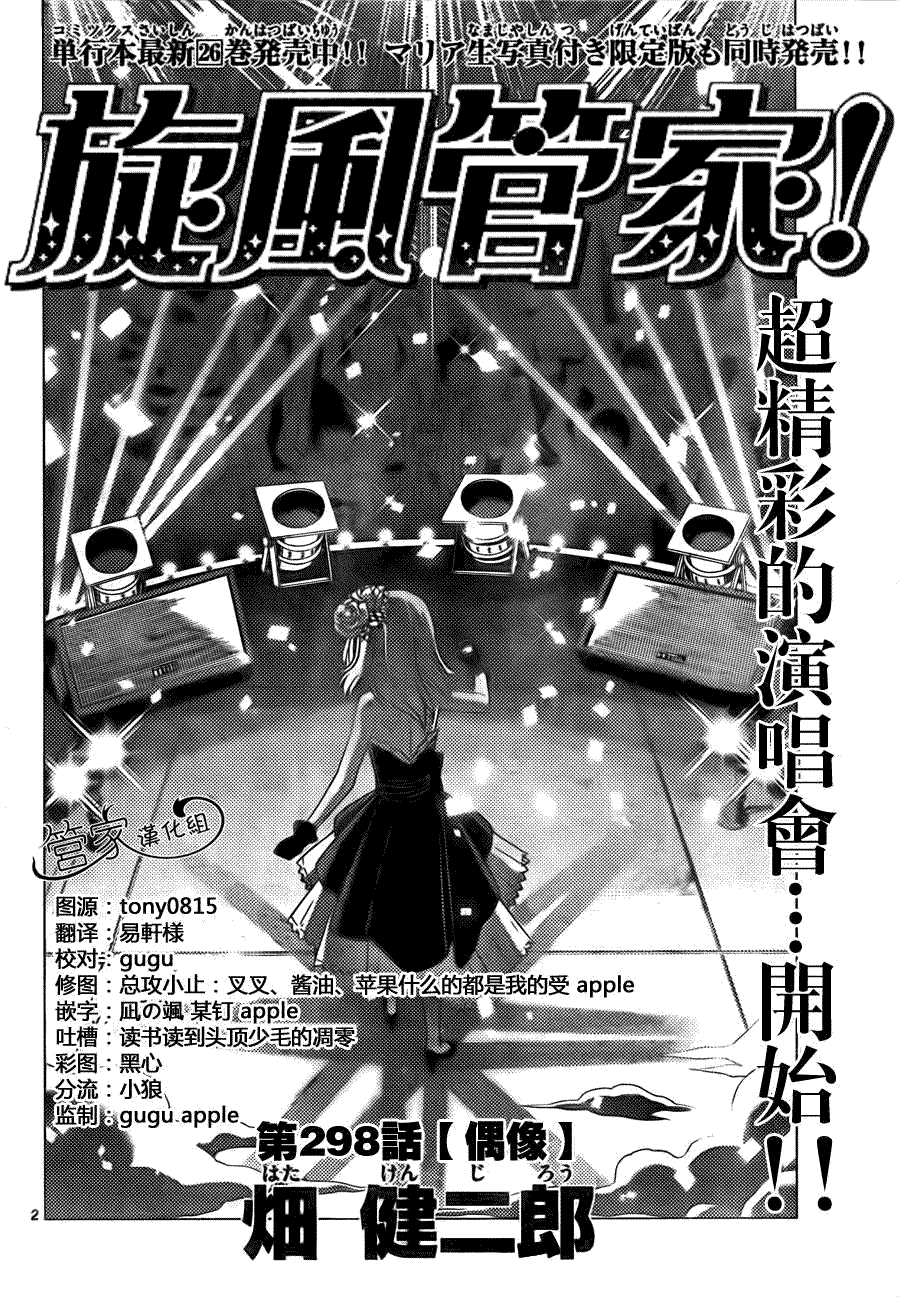 コミックスさいしん かんはつばいちゅう なましゃしんつ げんていばん どうじはつばい
単行本最新26巻発売中!! マリア生写真付き限定版も同時発売!!
旋風管家!
超精彩的演唱會…開始!!
管家漢化組
图源：tony0815
翻译：易軒様
校对：gugu
修图：总攻小止：叉叉、酱油、苹果什么的都是我的受 apple
嵌字：凪の颯 某钉 apple
吐槽：读书读到头顶少毛的凋零
彩图：黑心
分流：小狼
监制：gugu apple
第298話【偶像】
はた けん じ ろう
畑 健二郎
2